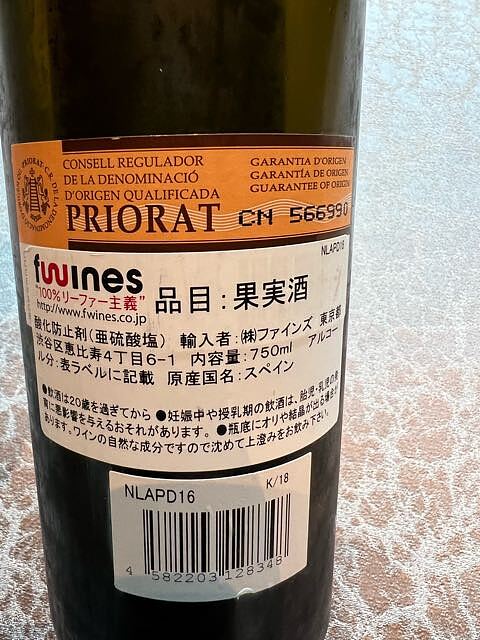 CONSELL REGULADOR
DE LA DENOMINACIÓ
D'ORIGEN QUALIFICADA
PRIORAT
GARANTIA D'ORIGEN
GARANTÍA DE ORIGEN
GUARANTEE OF ORIGIN
CN 566990
NLAPD16
fwines
"100%リーファー主義"
http://www.fwines.co.jp
品目:果実酒
酸化防止剤(亜硫酸塩) 輸入者:㈱ファインズ 東京都
渋谷区恵比寿4丁目6-1 内容量:750ml アルコー
ル分:表ラベルに記載 原産国名:スペイン
●飲酒は20歳を過ぎてから ●妊娠中や授乳期の飲酒は、胎児・乳児の発
育に悪影響を与えるおそれがあります。 ●瓶底にオリや結晶が出る場合が
あります。ワインの自然な成分ですので沈めて上澄みをお飲み下さい。
NLAPD16
K/18
4 582203 128348